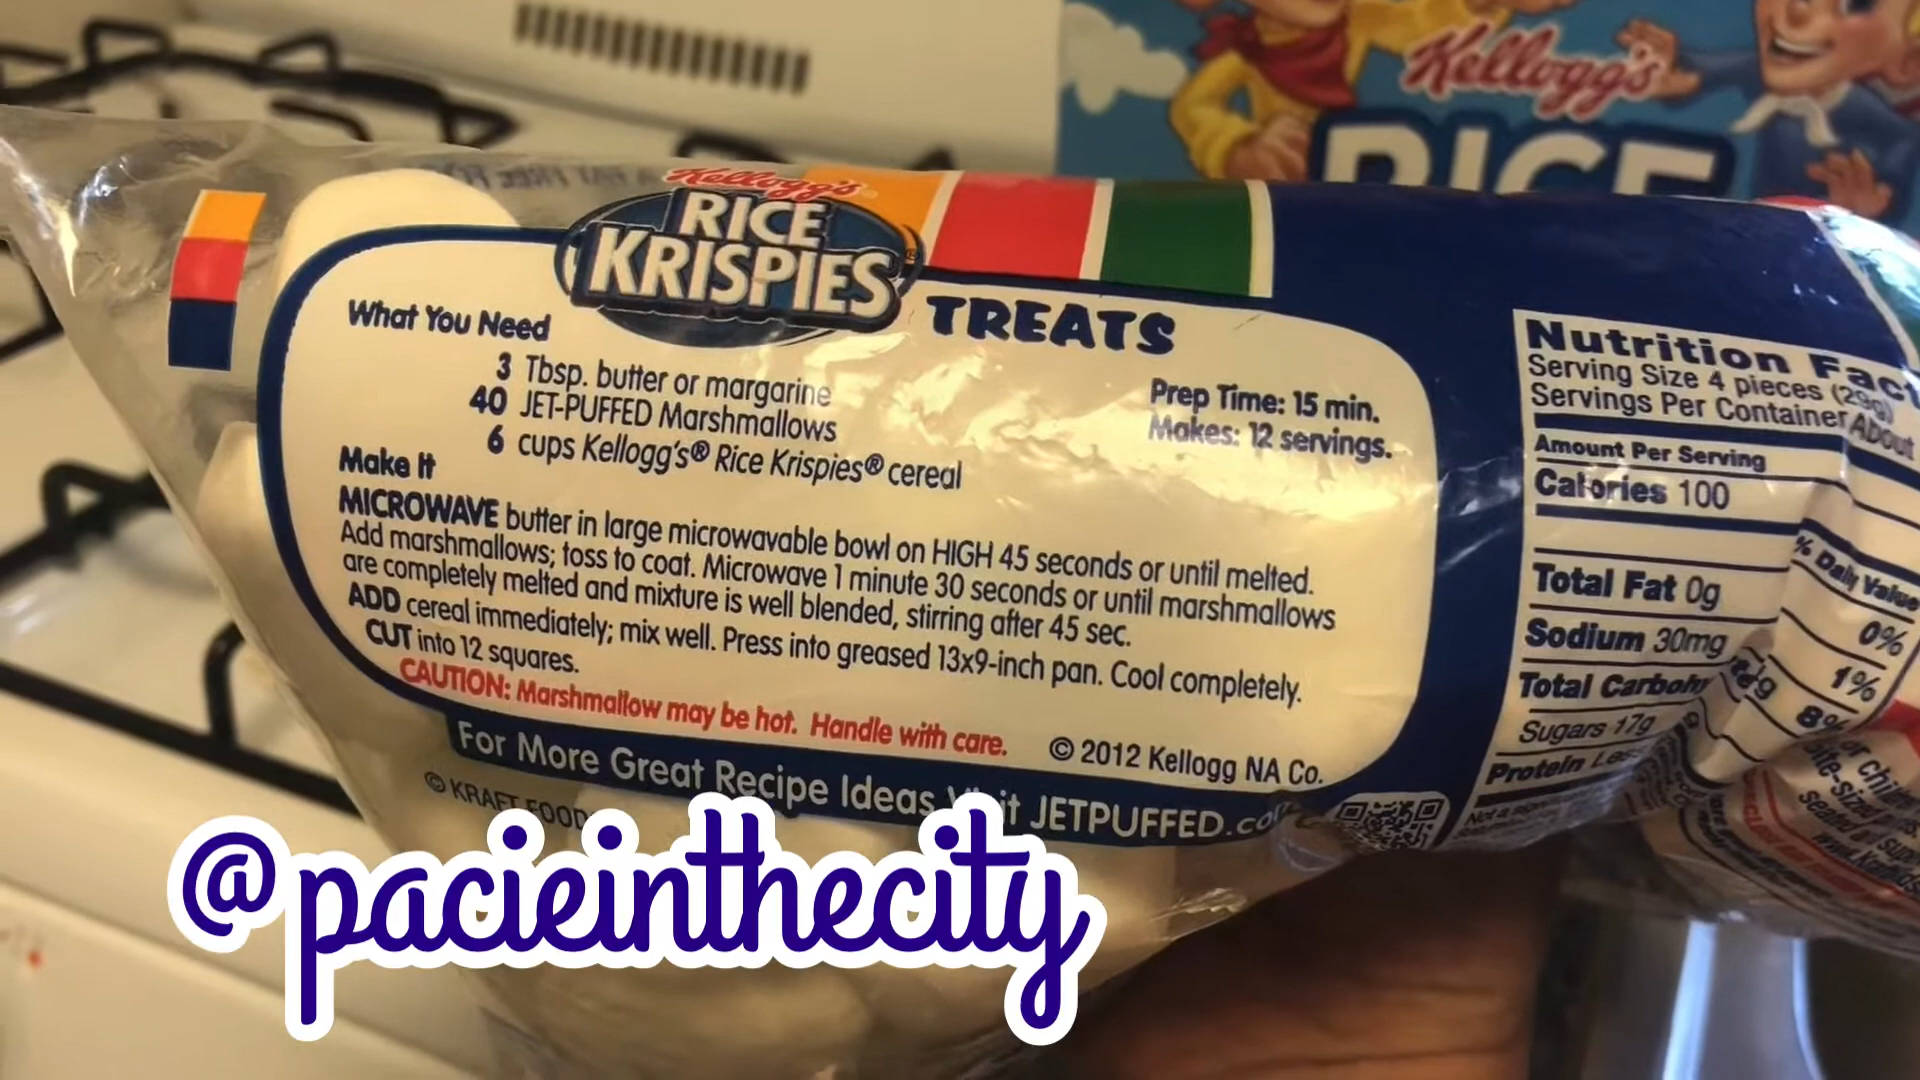 Kellogg's
RICE
Kellogg's
RICE
KRISPIES
TREATS
What You Need
3 Tbsp. butter or margarine
40 JET-PUFFED Marshmallows
6 cups Kellogg's® Rice Krispies® cereal
Prep Time: 15 min.
Makes: 12 servings.
Make It
MICROWAVE butter in large microwavable bowl on HIGH 45 seconds or until melted.
Add marshmallows; toss to coat. Microwave 1 minute 30 seconds or until marshmallows
are completely melted and mixture is well blended, stirring after 45 sec.
ADD cereal immediately; mix well. Press into greased 13x9-inch pan. Cool completely.
CUT into 12 squares.
CAUTION: Marshmallow may be hot. Handle with care.
© 2012 Kellogg NA Co.
For More Great Recipe Ideas JETPUFFED.co
© KRAFT FOOD
Nutrition Fact
Serving Size 4 pieces (29g)
Servings Per Container About
Amount Per Serving
Calories 100
% Daily Value
Total Fat 0g 0%
Sodium 30mg 1%
Total Carbohy 8%
Sugars 17g
Protein
@pacieinthecity